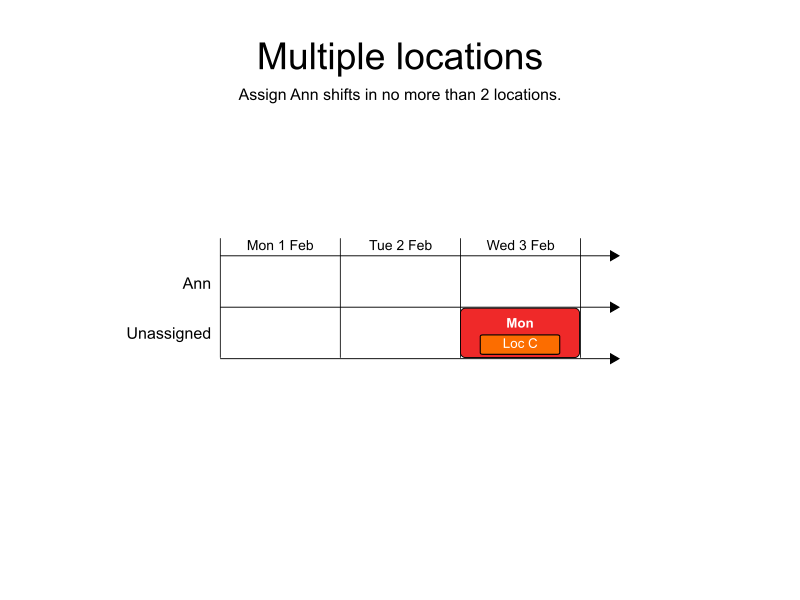 Multiple locations
Assign Ann shifts in no more than 2 locations.
Mon 1 Feb
Tue 2 Feb
Wed 3 Feb
Ann
Unassigned
Mon
Loc C